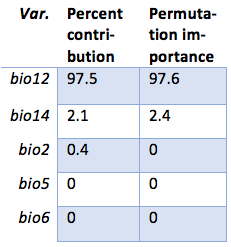 Var. Percent Permuta-
contri- tion im-
bution portance
bio12 97.5 97.6
bio14 2.1 2.4
bio2 0.4 0
bio5 0 0
bio6 0 0